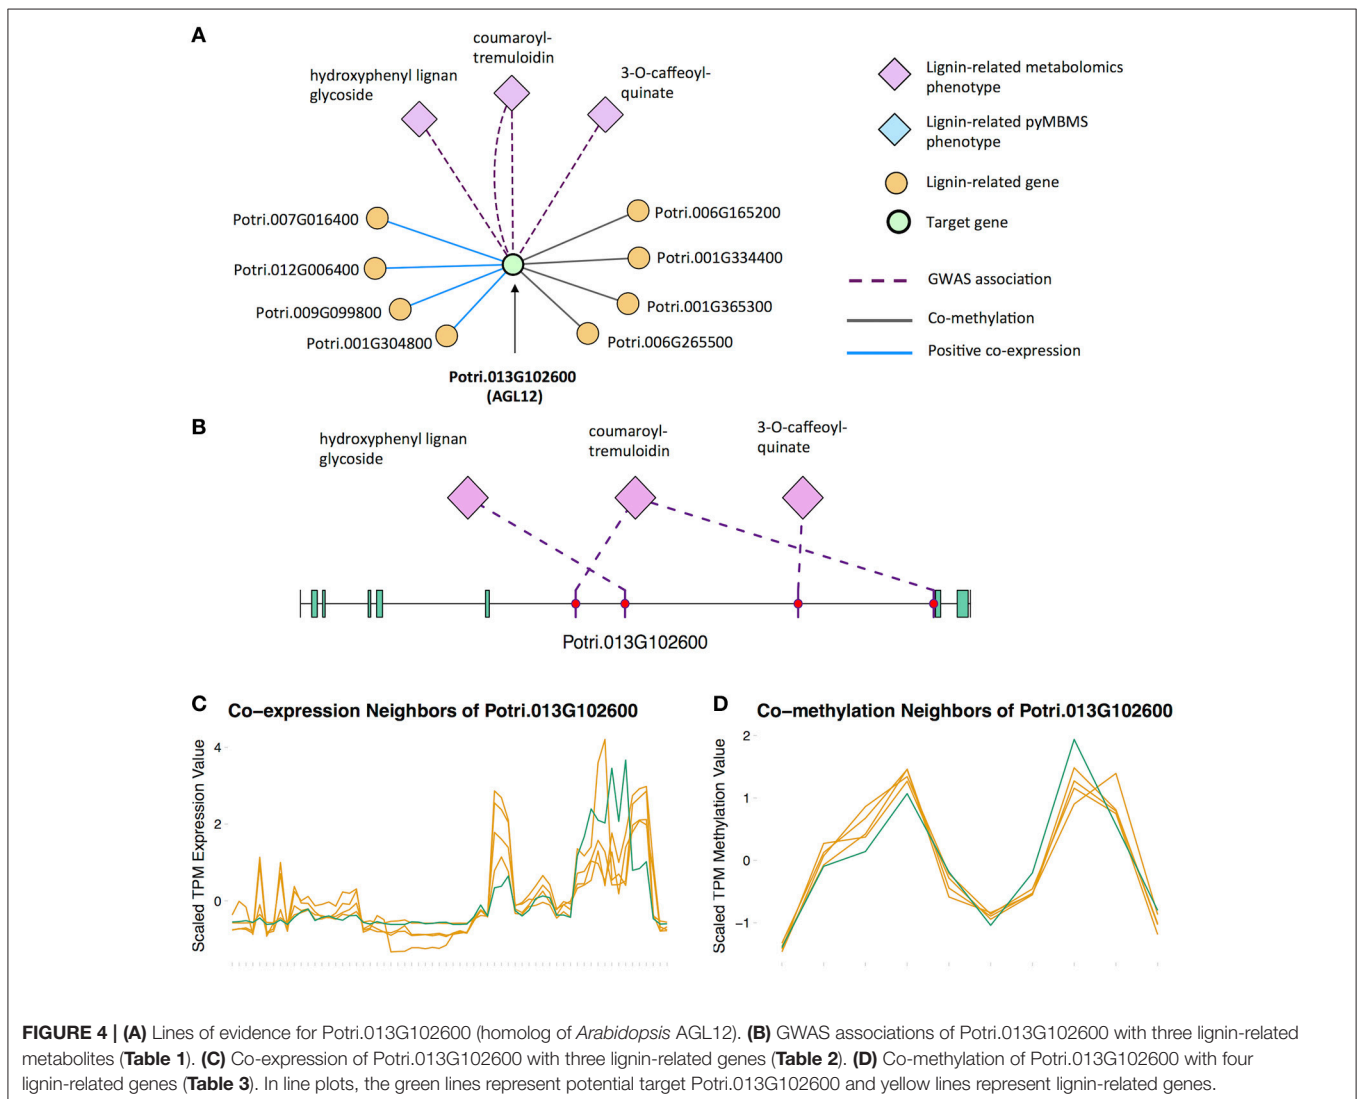 A
coumaroyl-
tremuloidin
hydroxyphenyl lignan
glycoside
3-O-caffeoyl-
quinate
Lignin-related metabolomics
phenotype
Lignin-related pyMBMS
phenotype
Lignin-related gene
Target gene
GWAS association
Co-methylation
Positive co-expression
Potri.007G016400
Potri.012G006400
Potri.009G099800
Potri.001G304800
Potri.006G165200
Potri.001G334400
Potri.001G365300
Potri.006G265500
Potri.013G102600
(AGL12)
B
hydroxyphenyl lignan
glycoside
coumaroyl-
tremuloidin
3-O-caffeoyl-
quinate
Potri.013G102600
C
Co–expression Neighbors of Potri.013G102600
Scaled TPM Expression Value
4
2
0
D
Co–methylation Neighbors of Potri.013G102600
Scaled TPM Methylation Value
2
1
0
−1
FIGURE 4 | (A) Lines of evidence for Potri.013G102600 (homolog of Arabidopsis AGL12). (B) GWAS associations of Potri.013G102600 with three lignin-related
metabolites (Table 1). (C) Co-expression of Potri.013G102600 with three lignin-related genes (Table 2). (D) Co-methylation of Potri.013G102600 with four
lignin-related genes (Table 3). In line plots, the green lines represent potential target Potri.013G102600 and yellow lines represent lignin-related genes.